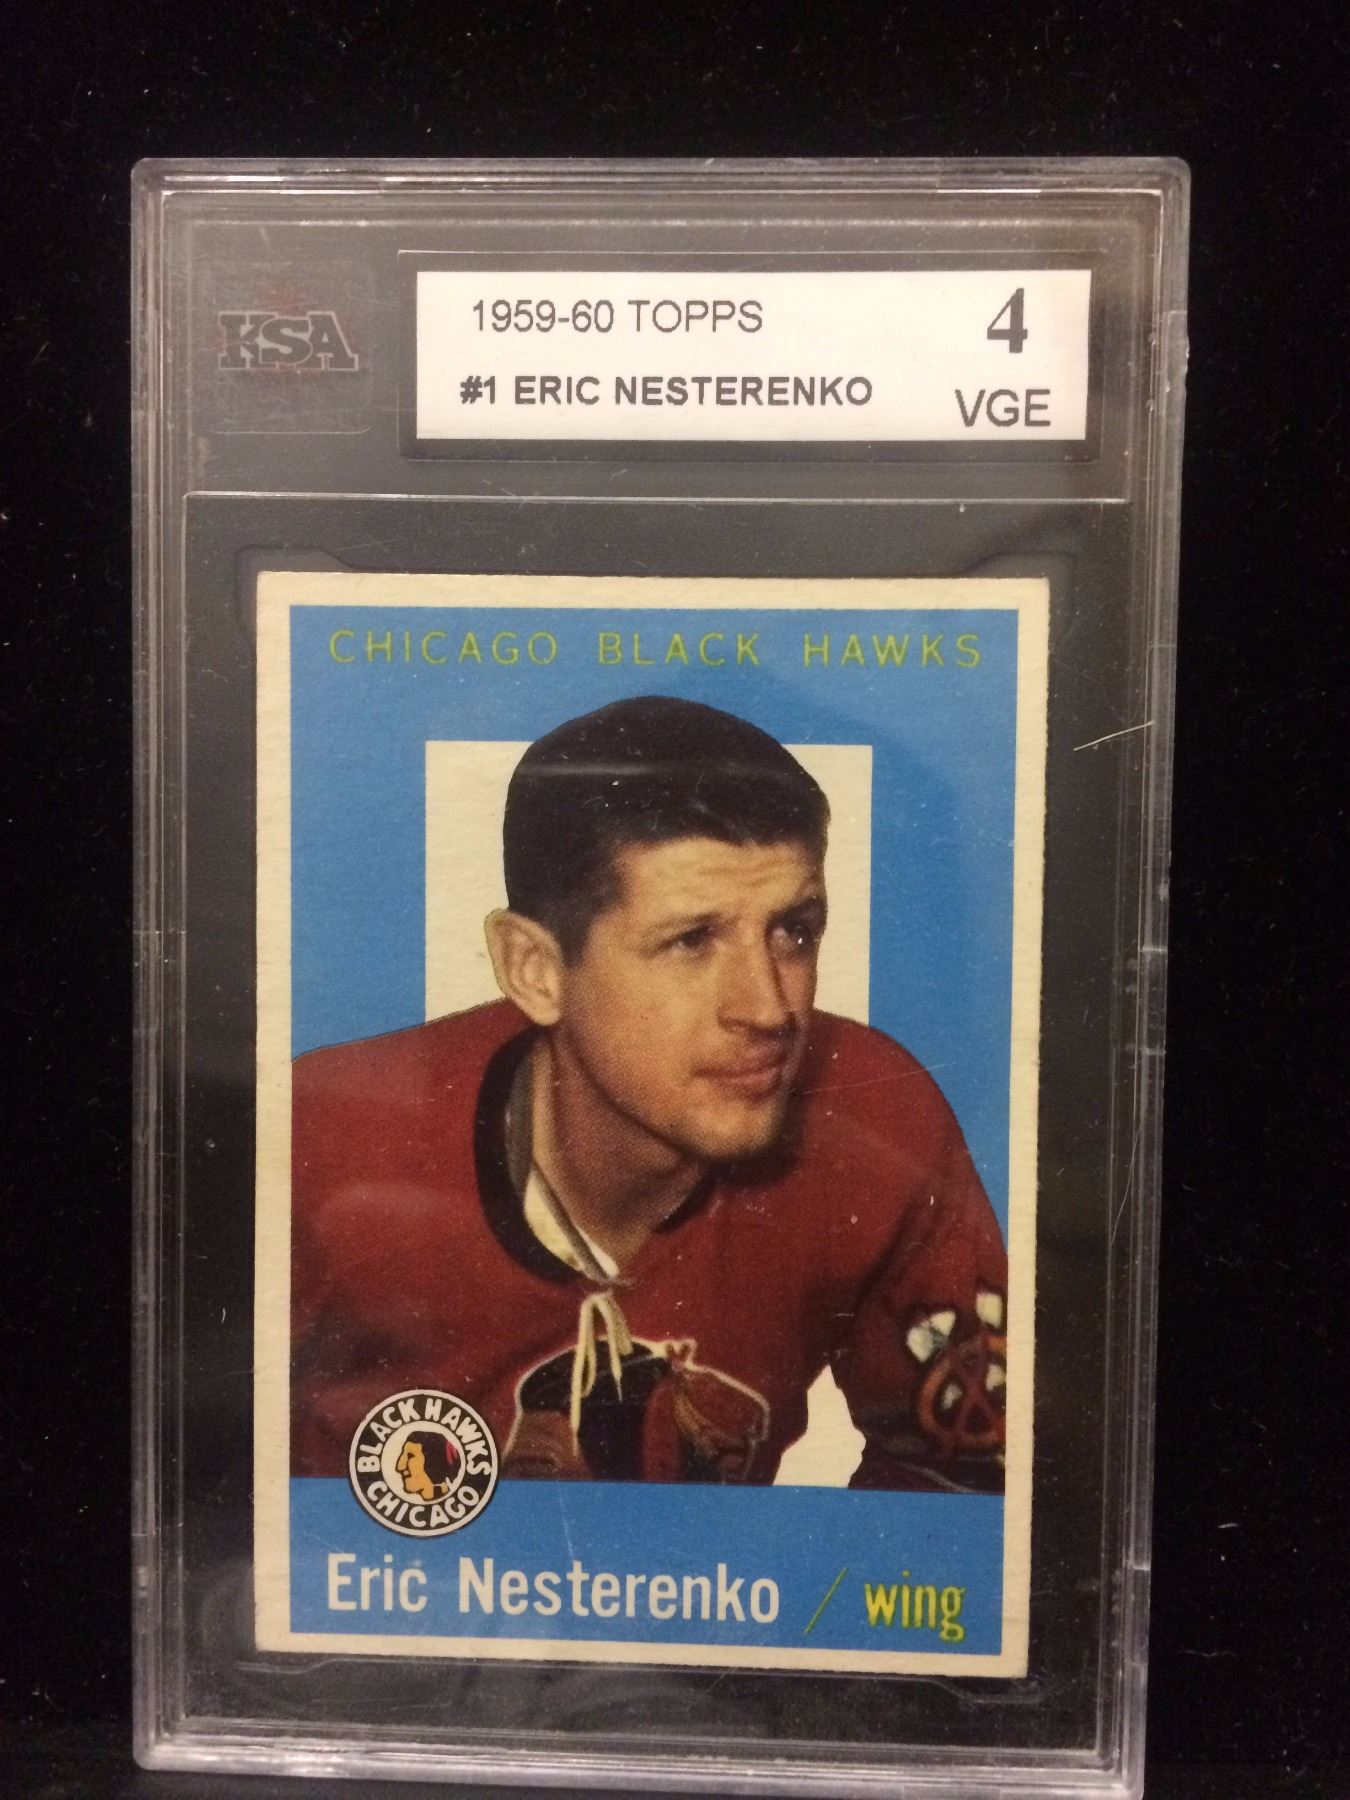 KSA
1959-60 TOPPS
4
#1 ERIC NESTERENKO
VGE
CHICAGO BLACK HAWKS
BLACK HAWKS
CHICAGO
Eric Nesterenko / wing